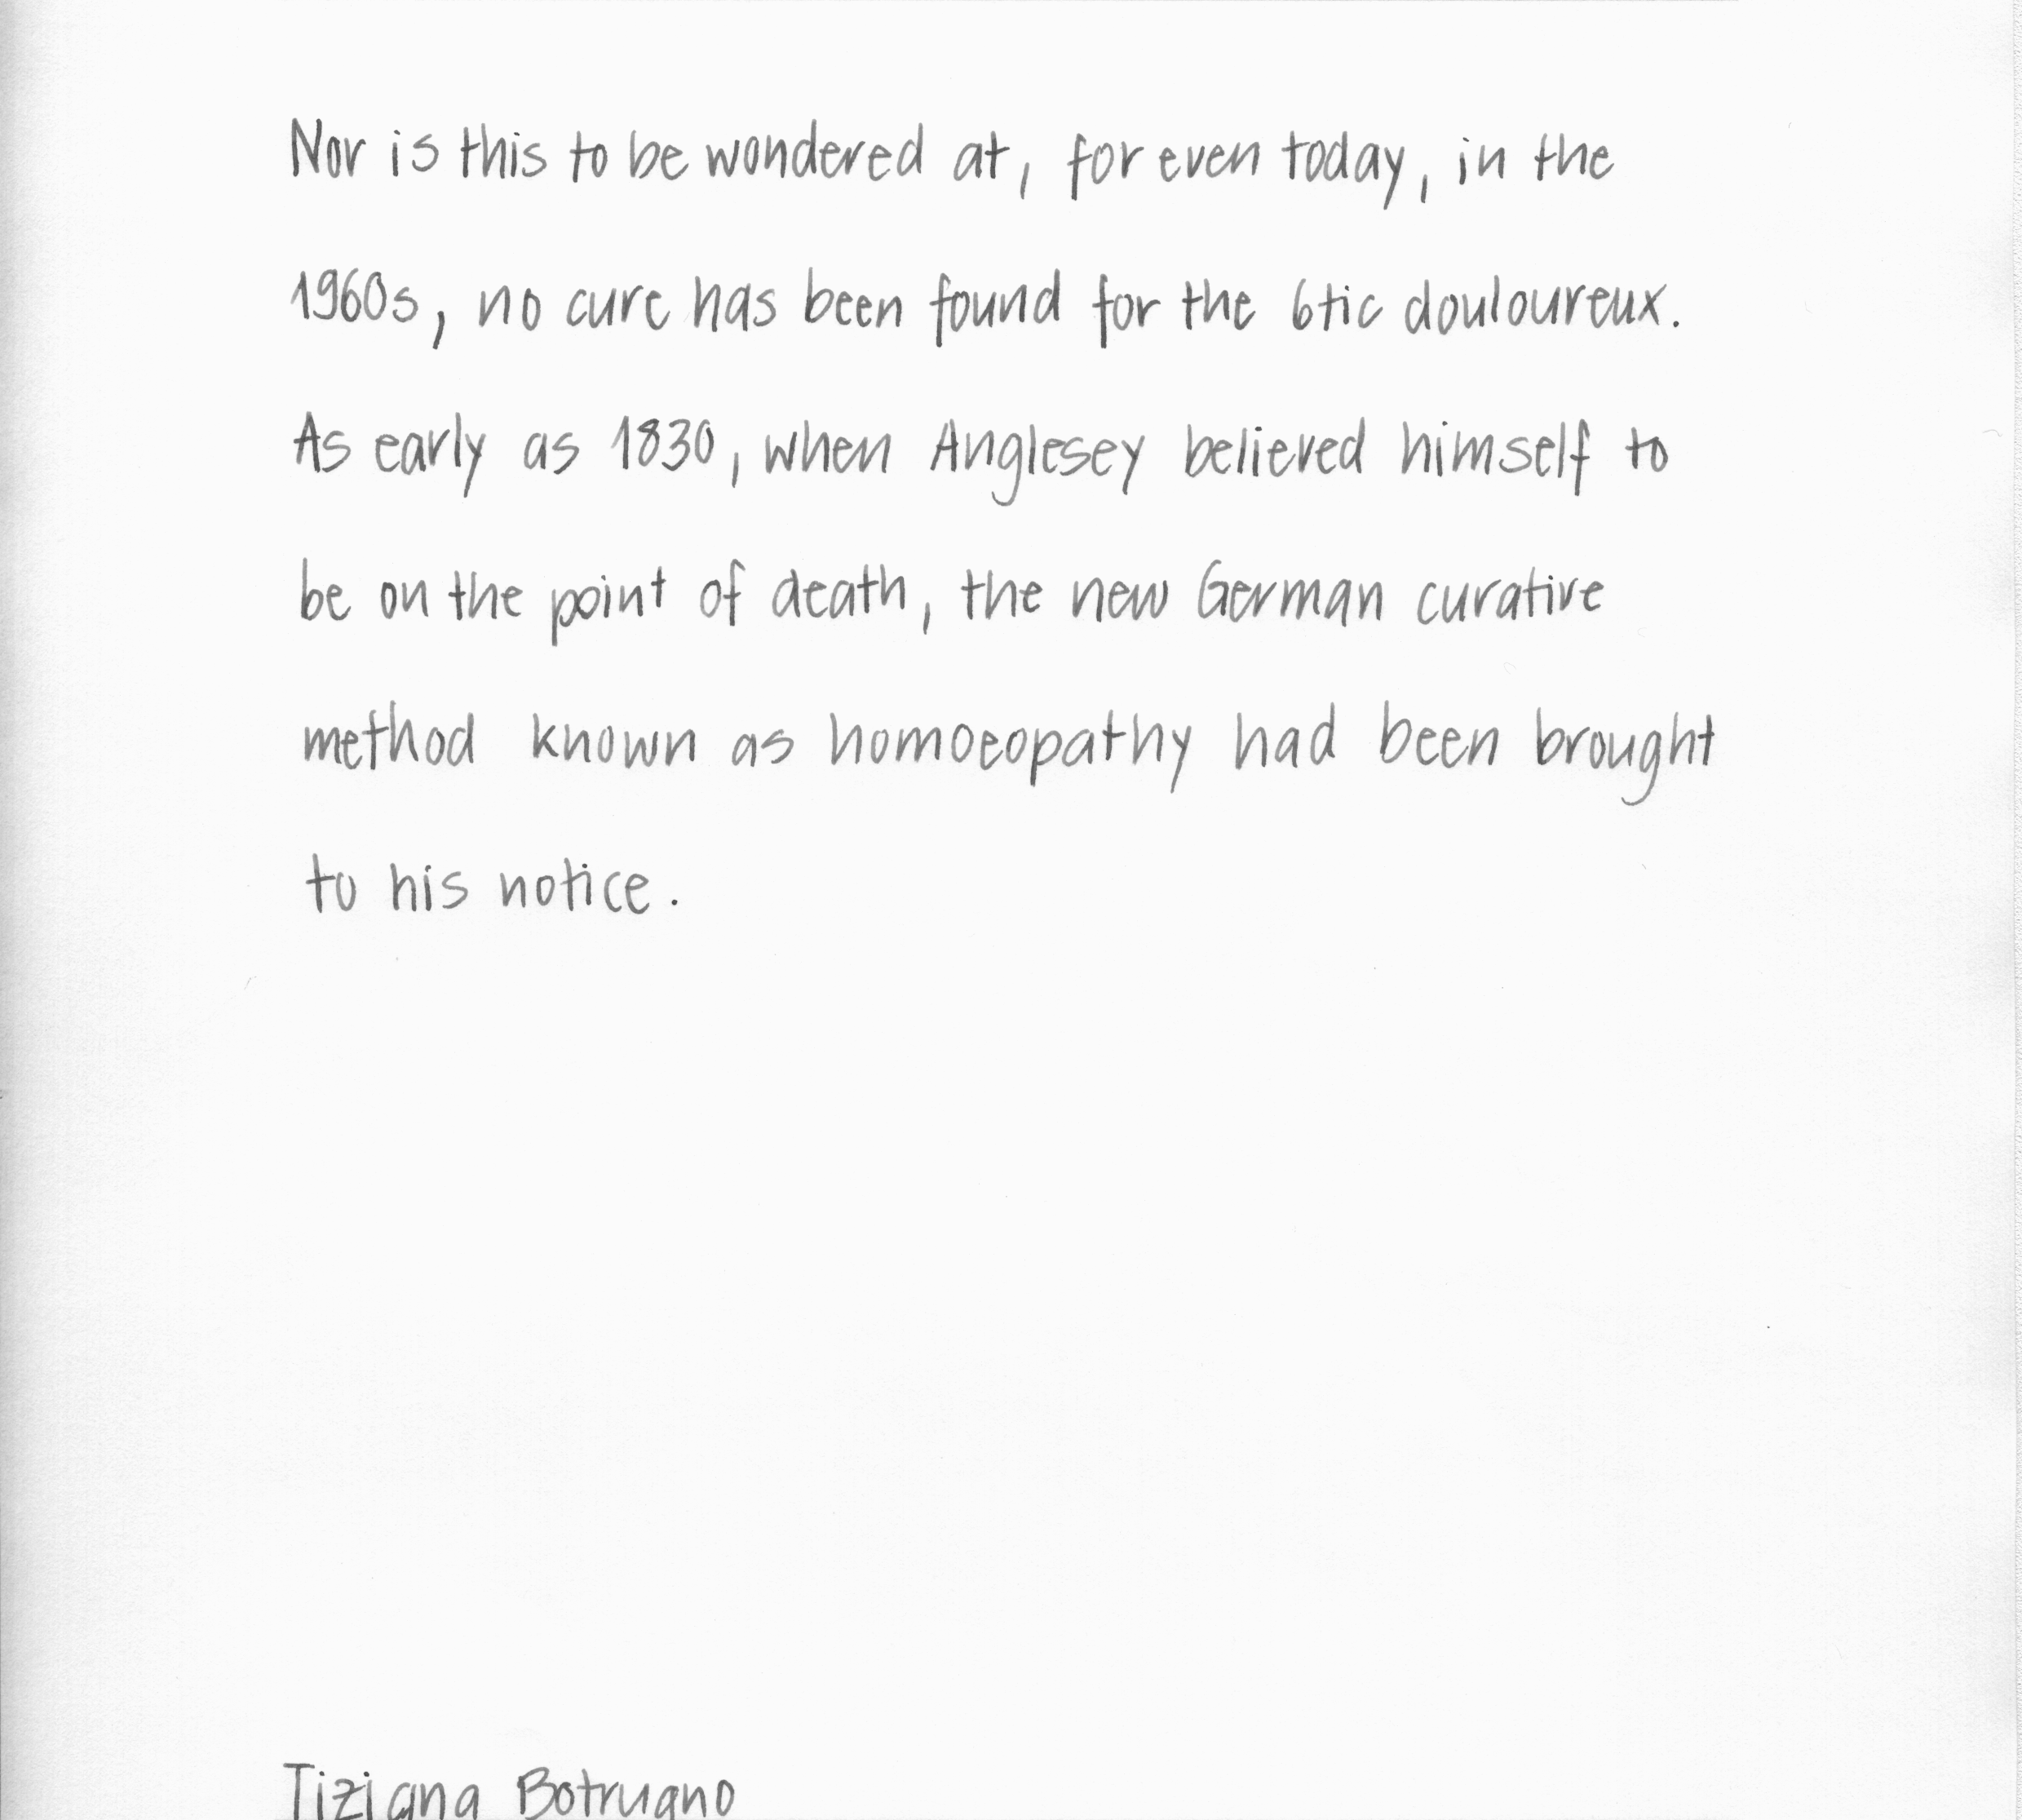 Nor is this to be wondered at, for even today, in the
1960s, no cure has been found for the 6tic douloureux.
As early as 1830, when Anglesey believed himself to
be on the point of death, the new German curative
method known as homoeopathy had been brought
to his notice.
Tiziana Botrugno